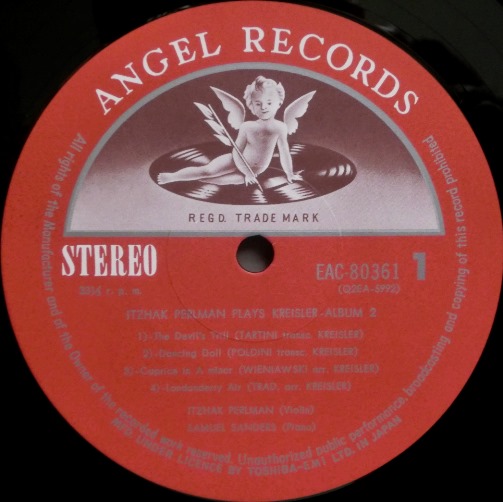 ANGEL RECORDS
REGD. TRADE MARK
STEREO
33⅓ r. p. m.
EAC-80361 1
ITZHAK PERLMAN PLAYS KREISLER-ALBUM 2
1)-The Devil's Trill (TARTINI transc. KREISLER)
2)-Dancing Doll (POLDINI transc. KREISLER)
3)-Caprice in A minor (WIENIAWSKI arr. KREISLER)
4)-Londonderry Air (TRAD. arr. KREISLER)
ITZHAK PERLMAN (Violin)
SAMUEL SANDERS (Piano)
All rights of the Manufacturer and of the Owner of the recorded work reserved. Unauthorized public performance, broadcasting and copying of this record prohibited
MFD. UNDER LICENCE BY TOSHIBA-EMI LTD. IN JAPAN